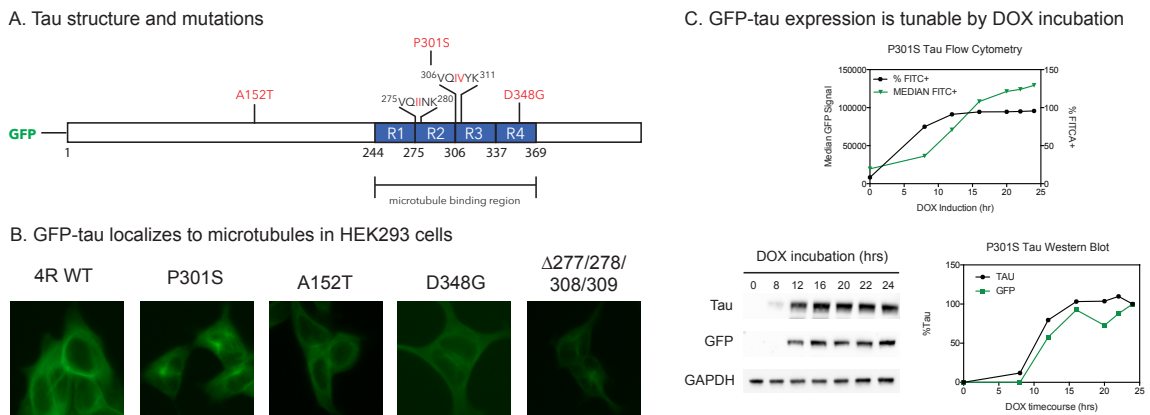 A. Tau structure and mutations
P301S
306VQIVYK311
A152T
275VQIINK280
D348G
GFP
R1 R2 R3 R4
1 244 275 306 337 369
microtubule binding region
B. GFP-tau localizes to microtubules in HEK293 cells
4R WT P301S A152T D348G Δ277/278/
308/309
C. GFP-tau expression is tunable by DOX incubation
P301S Tau Flow Cytometry
% FITC+
MEDIAN FITC+
Median GFP Signal
150000
100000
50000
0
150
100
50
0
% FITCA+
0 5 10 15 20 25
DOX Induction (hr)
DOX incubation (hrs)
0 8 12 16 20 22 24
Tau
GFP
GAPDH
P301S Tau Western Blot
TAU
GFP
%Tau
150
100
50
0
0 5 10 15 20 25
DOX timecourse (hr)